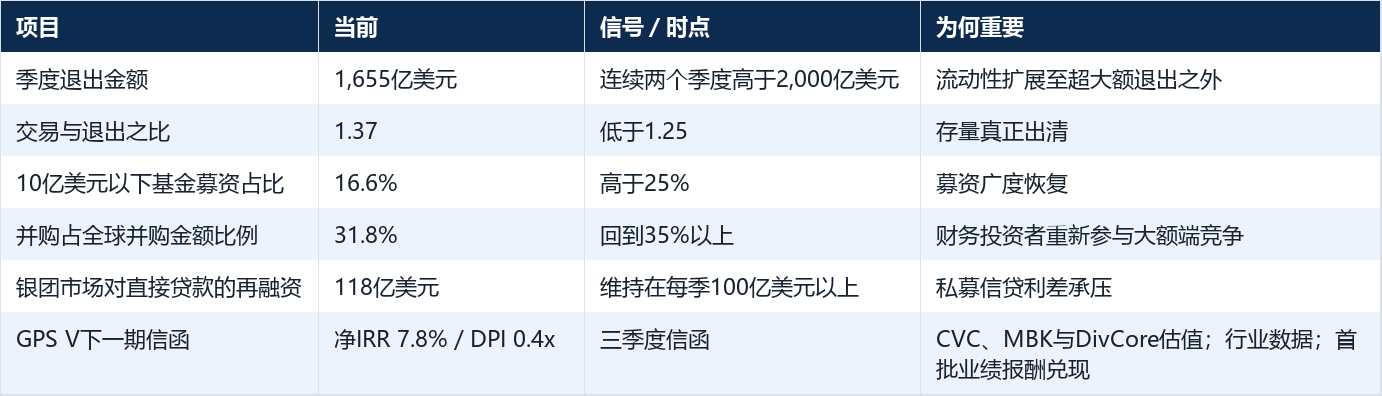 项目 当前 信号 / 时点 为何重要
季度退出金额 1,655亿美元 连续两个季度高于2,000亿美元 流动性扩展至超大额退出之外
交易与退出之比 1.37 低于1.25 存量真正出清
10亿美元以下基金募资占比 16.6% 高于25% 募资广度恢复
并购占全球并购金额比例 31.8% 回到35%以上 财务投资者重新参与大额端竞争
银团市场对直接贷款的再融资 118亿美元 维持在每季100亿美元以上 私募信贷利差承压
GPS V下一期信函 净IRR 7.8% / DPI 0.4x 三季度信函 CVC、MBK与DivCore估值；行业数据；首
批业绩报酬兑现